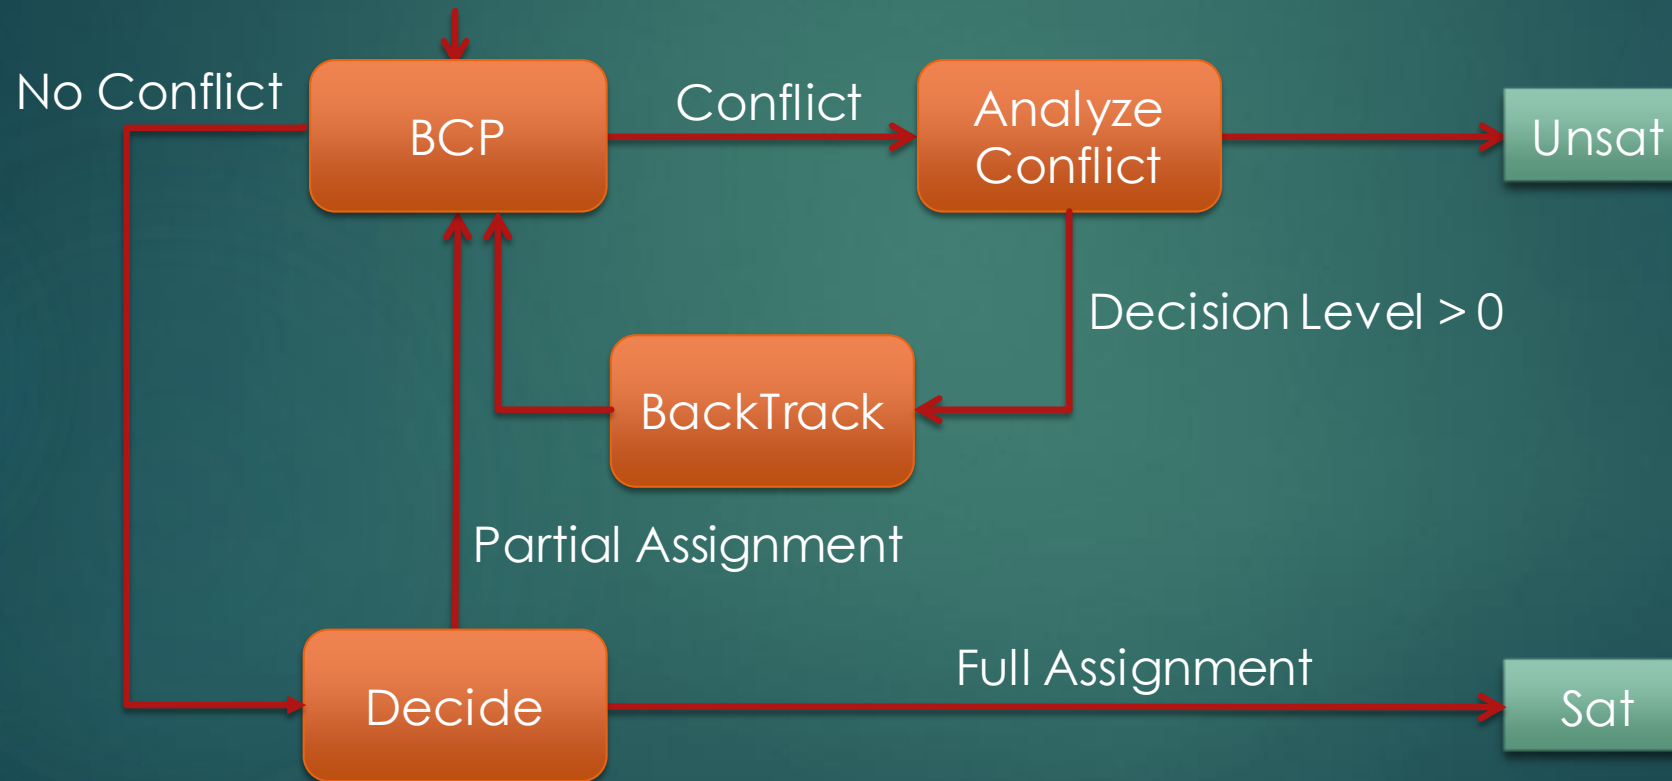 No Conflict
BCP
Conflict
Analyze
Conflict
Unsat
Decision Level > 0
BackTrack
Partial Assignment
Decide
Full Assignment
Sat